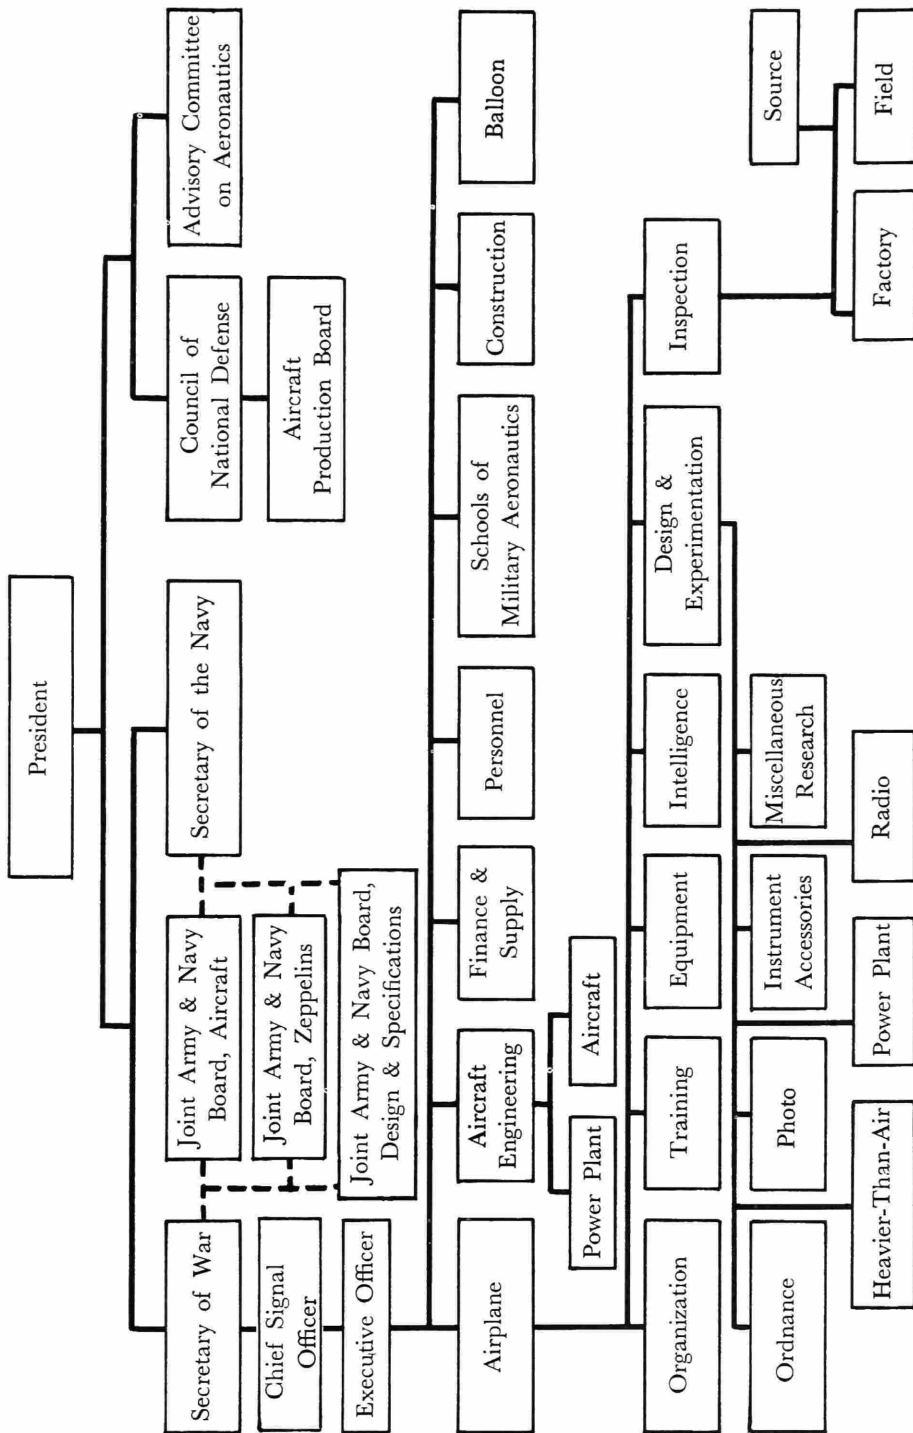 President
Secretary of War
Joint Army & Navy
Board, Aircraft
Secretary of the Navy
Council of
National Defense
Advisory Committee
on Aeronautics
Chief Signal
Officer
Joint Army & Navy
Board, Zeppelins
Aircraft
Production Board
Executive Officer
Joint Army & Navy Board,
Design & Specifications
Airplane
Aircraft
Engineering
Finance &
Supply
Personnel
Schools of
Military Aeronautics
Construction
Balloon
Power Plant
Aircraft
Organization
Training
Equipment
Intelligence
Design &
Experimentation
Inspection
Ordnance
Photo
Instrument
Accessories
Miscellaneous
Research
Source
Heavier-Than-Air
Power Plant
Radio
Factory
Field